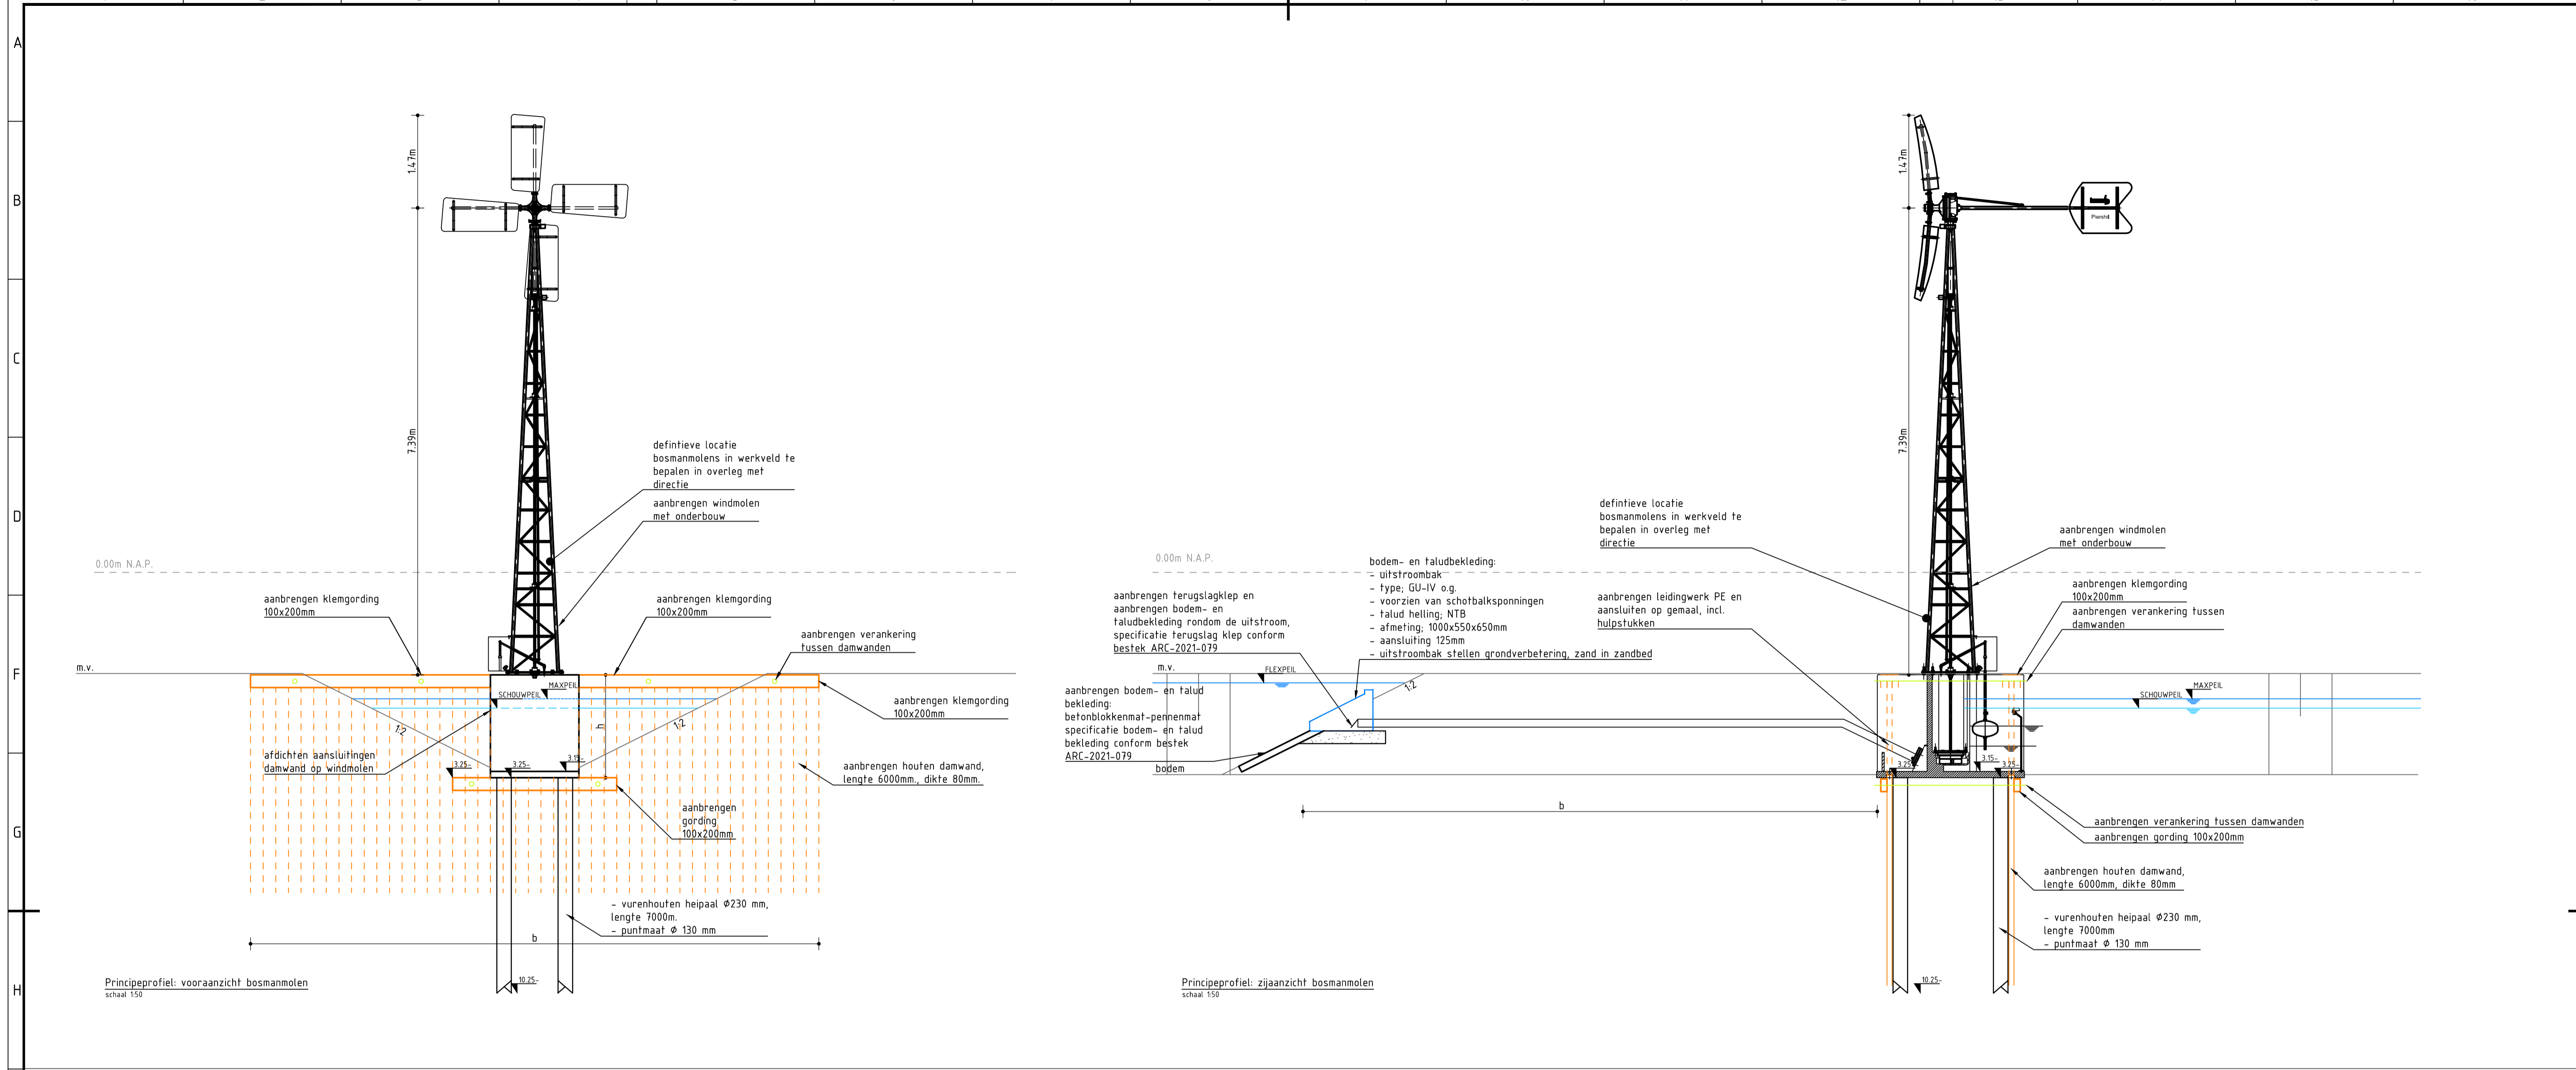 A
B
C
D
F
G
H
1.47m
7.39m
defintieve locatie
bosmanmolens in werkveld te
bepalen in overleg met
directie
aanbrengen windmolen
met onderbouw
0.00m N.A.P.
aanbrengen klemgording
100x200mm
aanbrengen klemgording
100x200mm
aanbrengen verankering
tussen damwanden
m.v.
MAXPEIL
SCHOUWPEIL
aanbrengen klemgording
100x200mm
1:2
h
1:2
afdichten aansluitingen
damwand op windmolen
3.25-
3.25-
3.15-
aanbrengen houten damwand,
lengte 6000mm., dikte 80mm.
aanbrengen
gording
100x200mm
- vurenhouten heipaal Ø230 mm,
lengte 7000m.
- puntmaat Ø 130 mm
b
10.25-
Principeprofiel: vooraanzicht bosmanmolen
schaal 1:50
1.47m
1
Piershil
7.39m
defintieve locatie
bosmanmolens in werkveld te
bepalen in overleg met
directie
aanbrengen windmolen
met onderbouw
0.00m N.A.P.
bodem- en taludbekleding:
- uitstroombak
- type; GU-IV o.g.
- voorzien van schotbalksponningen
- talud helling; NTB
- afmeting; 1000x550x650mm
- aansluiting 125mm
- uitstroombak stellen grondverbetering, zand in zandbed
aanbrengen terugslagklep en
aanbrengen bodem- en
taludbekleding rondom de uitstroom,
specificatie terugslag klep conform
bestek ARC-2021-079
aanbrengen leidingwerk PE en
aansluiten op gemaal, incl.
hulpstukken
aanbrengen klemgording
100x200mm
aanbrengen verankering tussen
damwanden
m.v.
FLEXPEIL
1:2
MAXPEIL
SCHOUWPEIL
aanbrengen bodem- en talud
bekleding:
betonblokkenmat-pennenmat
specificatie bodem- en talud
bekleding conform bestek
ARC-2021-079
bodem
3.25-
3.15-
3.25-
b
aanbrengen verankering tussen damwanden
aanbrengen gording 100x200mm
aanbrengen houten damwand,
lengte 6000mm, dikte 80mm
- vurenhouten heipaal Ø230 mm,
lengte 7000mm
- puntmaat Ø 130 mm
10.25-
Principeprofiel: zijaanzicht bosmanmolen
schaal 1:50